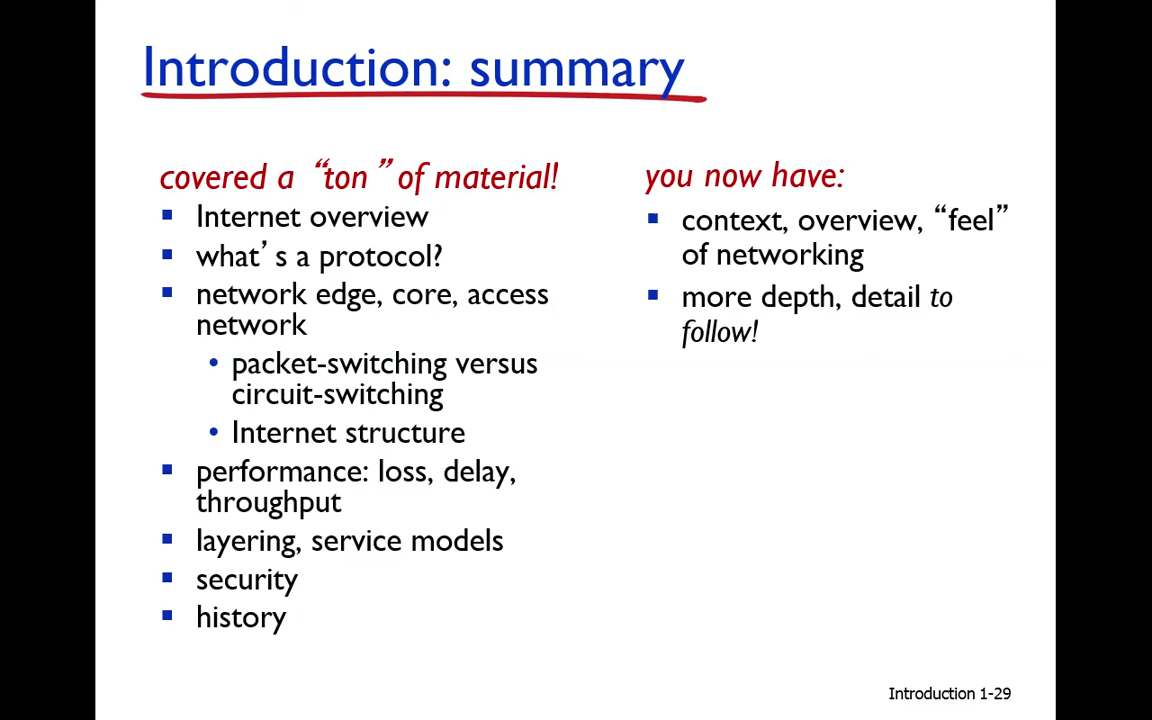 Introduction: summary
covered a “ton” of material!
Internet overview
what’s a protocol?
network edge, core, access
network
packet-switching versus
circuit-switching
Internet structure
performance: loss, delay,
throughput
layering, service models
security
history
you now have:
context, overview, “feel”
of networking
more depth, detail to
follow!
Introduction 1-29